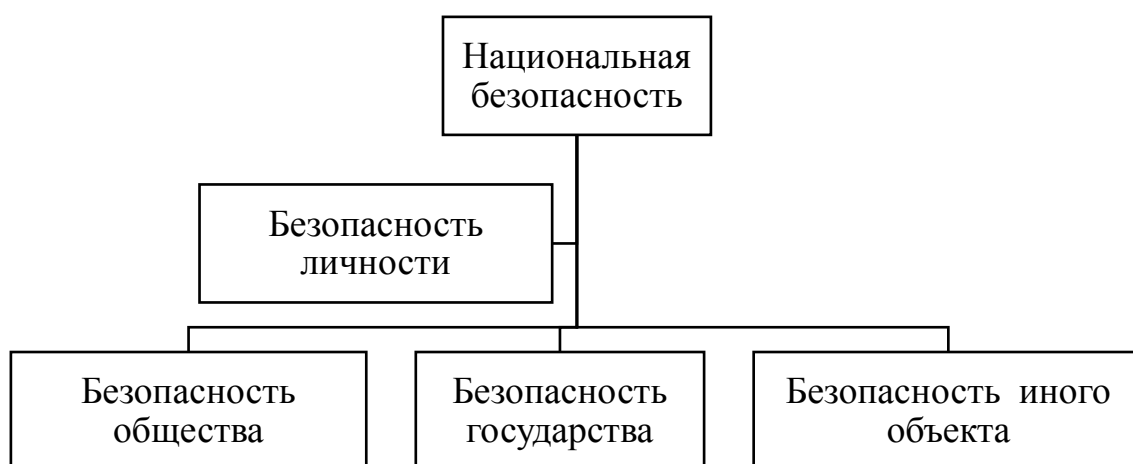 Национальная
безопасность
Безопасность
личности
Безопасность
общества
Безопасность
государства
Безопасность иного
объекта